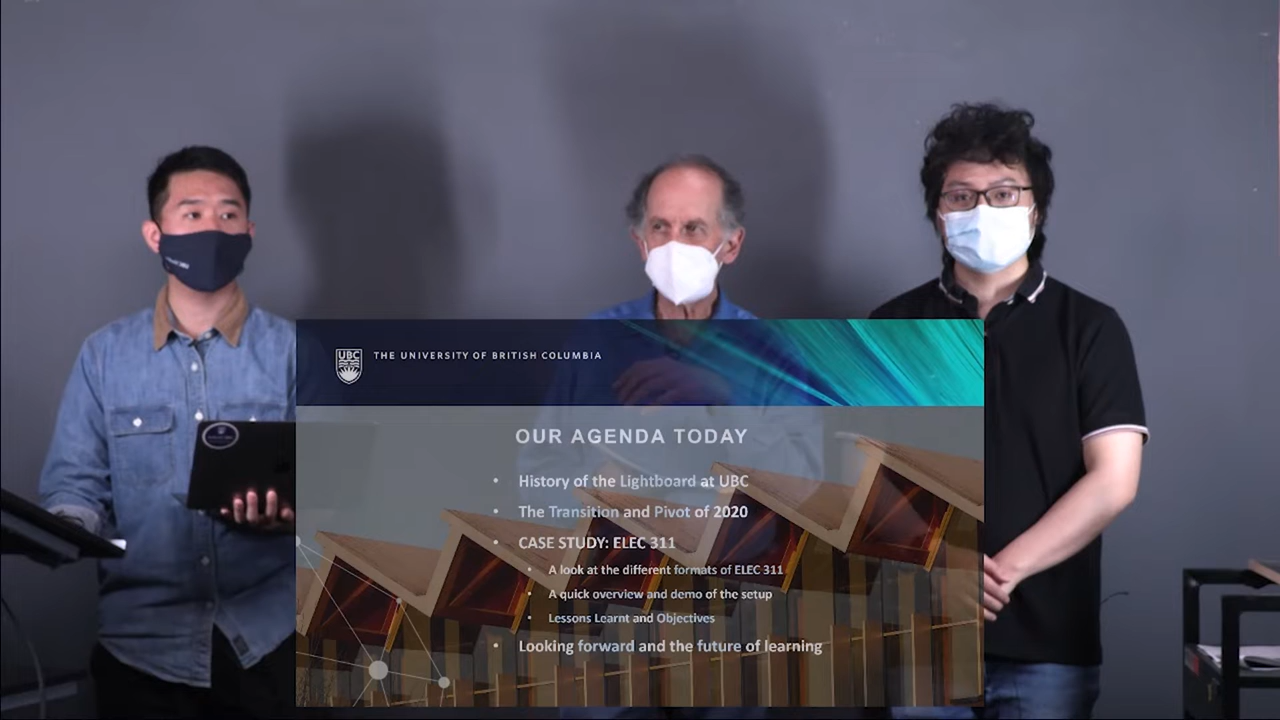 UBC
THE UNIVERSITY OF BRITISH COLUMBIA
OUR AGENDA TODAY
• History of the Lightboard at UBC
• The Transition and Pivot of 2020
• CASE STUDY: ELEC 311
• A look at the different formats of ELEC 311
• A quick overview and demo of the setup
• Lessons Learnt and Objectives
• Looking forward and the future of learning